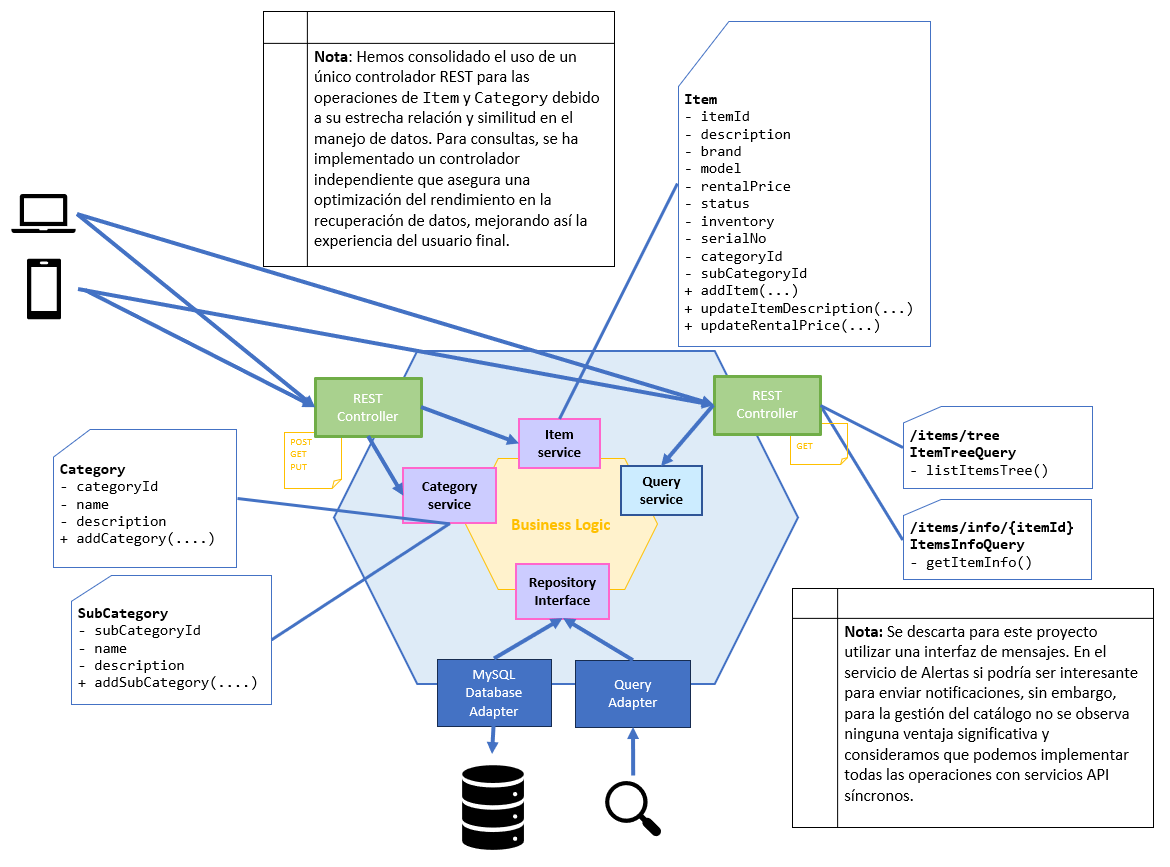 Nota: Hemos consolidado el uso de un
único controlador REST para las
operaciones de Item y Category debido
a su estrecha relación y similitud en el
manejo de datos. Para consultas, se ha
implementado un controlador
independiente que asegura una
optimización del rendimiento en la
recuperación de datos, mejorando así la
experiencia del usuario final.
Item
- itemId
- description
- brand
- model
- rentalPrice
- status
- inventory
- serialNo
- categoryId
- subCategoryId
+ addItem(...)
+ updateItemDescription(...)
+ updateRentalPrice(...)
REST
Controller
POST
GET
PUT
REST
Controller
GET
Item
service
Category
service
Query
service
Business Logic
Repository
Interface
MySQL
Database
Adapter
Query
Adapter
Category
- categoryId
- name
- description
+ addCategory(....)
SubCategory
- subCategoryId
- name
- description
+ addSubCategory(....)
/items/tree
ItemTreeQuery
- listItemsTree()
/items/info/{itemId}
ItemsInfoQuery
- getItemInfo()
Nota: Se descarta para este proyecto
utilizar una interfaz de mensajes. En el
servicio de Alertas si podría ser interesante
para enviar notificaciones, sin embargo,
para la gestión del catálogo no se observa
ninguna ventaja significativa y
consideramos que podemos implementar
todas las operaciones con servicios API
síncronos.